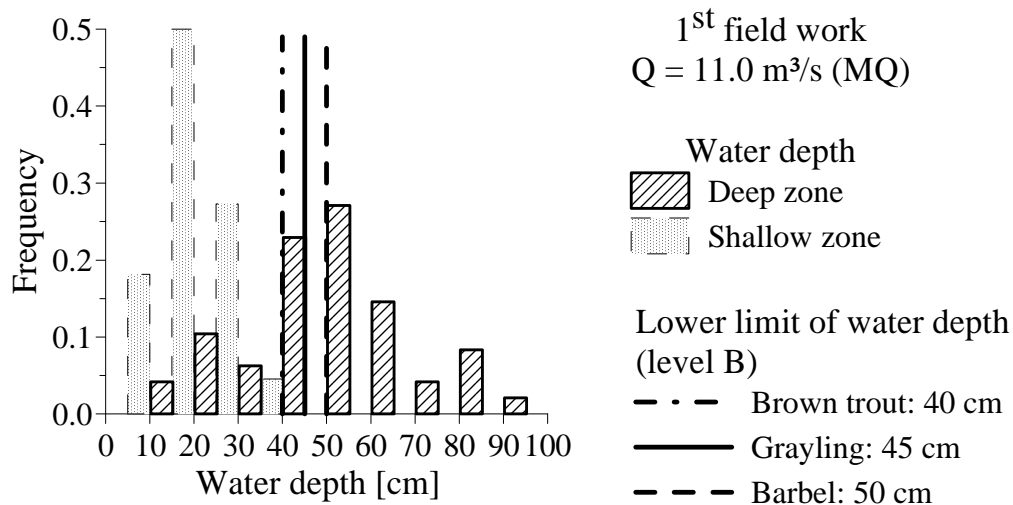 0.5
0.4
0.3
0.2
0.1
0.0
Frequency
0 10 20 30 40 50 60 70 80 90 100
Water depth [cm]
1st field work
Q = 11.0 m³/s (MQ)
Water depth
Deep zone
Shallow zone
Lower limit of water depth
(level B)
Brown trout: 40 cm
Grayling: 45 cm
Barbel: 50 cm